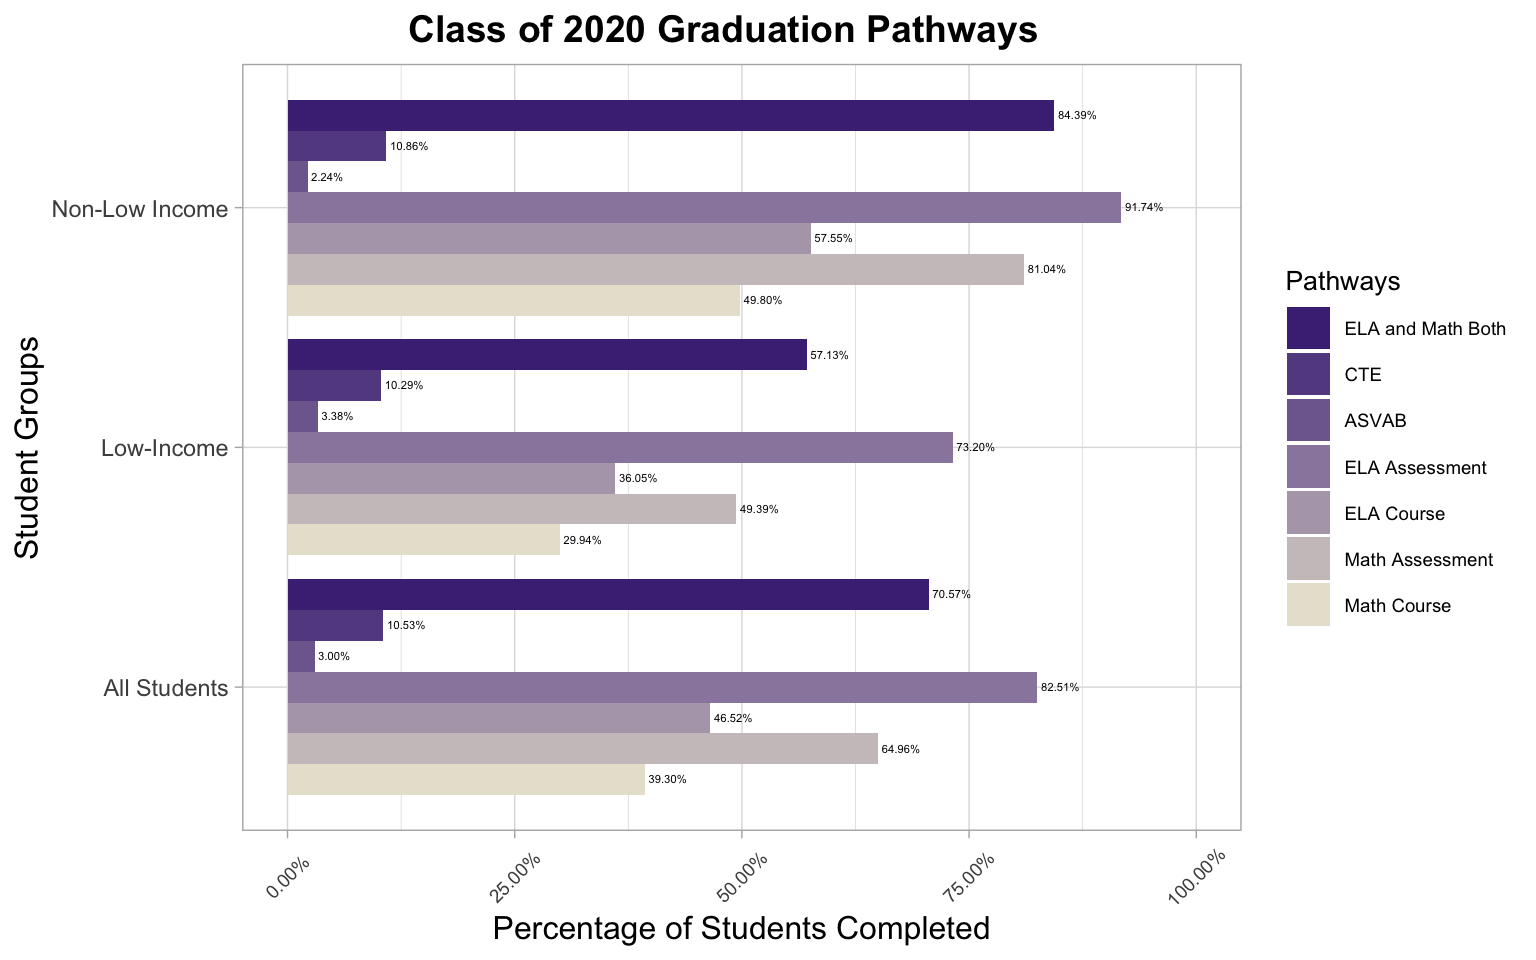 Class of 2020 Graduation Pathways
84.39%
10.86%
2.24%
Non-Low Income
91.74%
57.55%
81.04%
49.80%
57.13%
10.29%
3.38%
Low-Income
73.20%
36.05%
49.39%
29.94%
70.57%
10.53%
3.00%
All Students
82.51%
46.52%
64.96%
39.30%
Student Groups
0.00%
25.00%
50.00%
75.00%
100.00%
Percentage of Students Completed
Pathways
ELA and Math Both
CTE
ASVAB
ELA Assessment
ELA Course
Math Assessment
Math Course